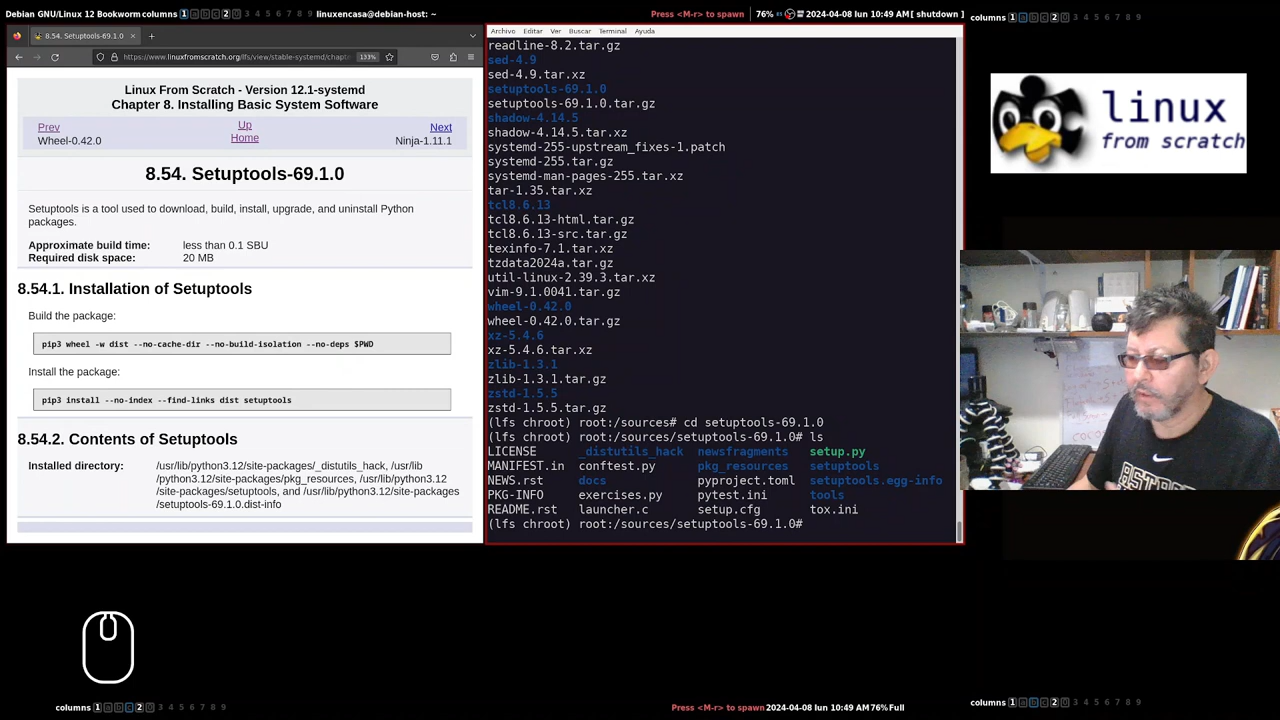 Debian GNU/Linux 12 Bookworm columns 1 a b c 2 0 3 4 5 6 7 8 9 linuxencasa@debian-host: ~
Press <M-r> to spawn 76% 2024-04-08 lun 10:49 AM [ shutdown ]
columns 1 a b c 2 0 3 4 5 6 7 8 9
8.54. Setuptools-69.1.0
https://www.linuxfromscratch.org/lfs/view/stable-systemd/chapte 133%
Linux From Scratch - Version 12.1-systemd
Chapter 8. Installing Basic System Software
Prev Up Next
Wheel-0.42.0 Home Ninja-1.11.1
8.54. Setuptools-69.1.0
Setuptools is a tool used to download, build, install, upgrade, and uninstall Python
packages.
Approximate build time: less than 0.1 SBU
Required disk space: 20 MB
8.54.1. Installation of Setuptools
Build the package:
pip3 wheel -w dist --no-cache-dir --no-build-isolation --no-deps $PWD
Install the package:
pip3 install --no-index --find-links dist setuptools
8.54.2. Contents of Setuptools
Installed directory: /usr/lib/python3.12/site-packages/_distutils_hack, /usr/lib
/python3.12/site-packages/pkg_resources, /usr/lib/python3.12
/site-packages/setuptools, and /usr/lib/python3.12/site-packages
/setuptools-69.1.0.dist-info
Archivo Editar Ver Buscar Terminal Ayuda
readline-8.2.tar.gz
sed-4.9
sed-4.9.tar.xz
setuptools-69.1.0
setuptools-69.1.0.tar.gz
shadow-4.14.5
shadow-4.14.5.tar.xz
systemd-255-upstream_fixes-1.patch
systemd-255.tar.gz
systemd-man-pages-255.tar.xz
tar-1.35.tar.xz
tcl8.6.13
tcl8.6.13-html.tar.gz
tcl8.6.13-src.tar.gz
texinfo-7.1.tar.xz
tzdata2024a.tar.gz
util-linux-2.39.3.tar.xz
vim-9.1.0041.tar.gz
wheel-0.42.0
wheel-0.42.0.tar.gz
xz-5.4.6
xz-5.4.6.tar.xz
zlib-1.3.1
zlib-1.3.1.tar.gz
zstd-1.5.5
zstd-1.5.5.tar.gz
(lfs chroot) root:/sources# cd setuptools-69.1.0
(lfs chroot) root:/sources/setuptools-69.1.0# ls
LICENSE _distutils_hack newsfragments setup.py
MANIFEST.in conftest.py pkg_resources setuptools
NEWS.rst docs pyproject.toml setuptools.egg-info
PKG-INFO exercises.py pytest.ini tools
README.rst launcher.c setup.cfg tox.ini
(lfs chroot) root:/sources/setuptools-69.1.0#
linux
from scratch
columns 1 a b c 2 0 3 4 5 6 7 8 9
Press <M-r> to spawn 2024-04-08 lun 10:49 AM 76% Full
columns 1 a b c 2 0 3 4 5 6 7 8 9